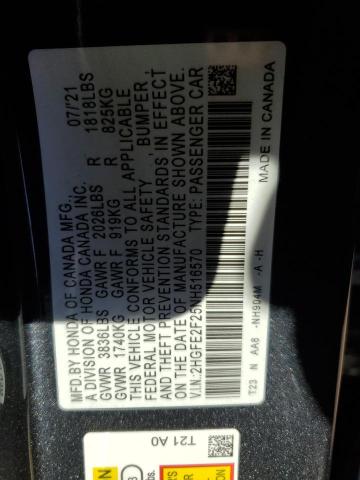 MFD.BY HONDA OF CANADA MFG., 07/21
A DIVISION OF HONDA CANADA INC.
GVWR 3836LBS GAWR F 2026LBS R 1818LBS
GVWR 1740KG GAWR F 919KG R 825KG
THIS VEHICLE CONFORMS TO ALL APPLICABLE
FEDERAL MOTOR VEHICLE SAFETY , BUMPER ,
AND THEFT PREVENTION STANDARDS IN EFFECT
ON THE DATE OF MANUFACTURE SHOWN ABOVE.
V.I.N.:2HGFE2F25NH516570 TYPE: PASSENGER CAR
T23 N AA8 -NH904M -A -H MADE IN CANADA
T21 A0